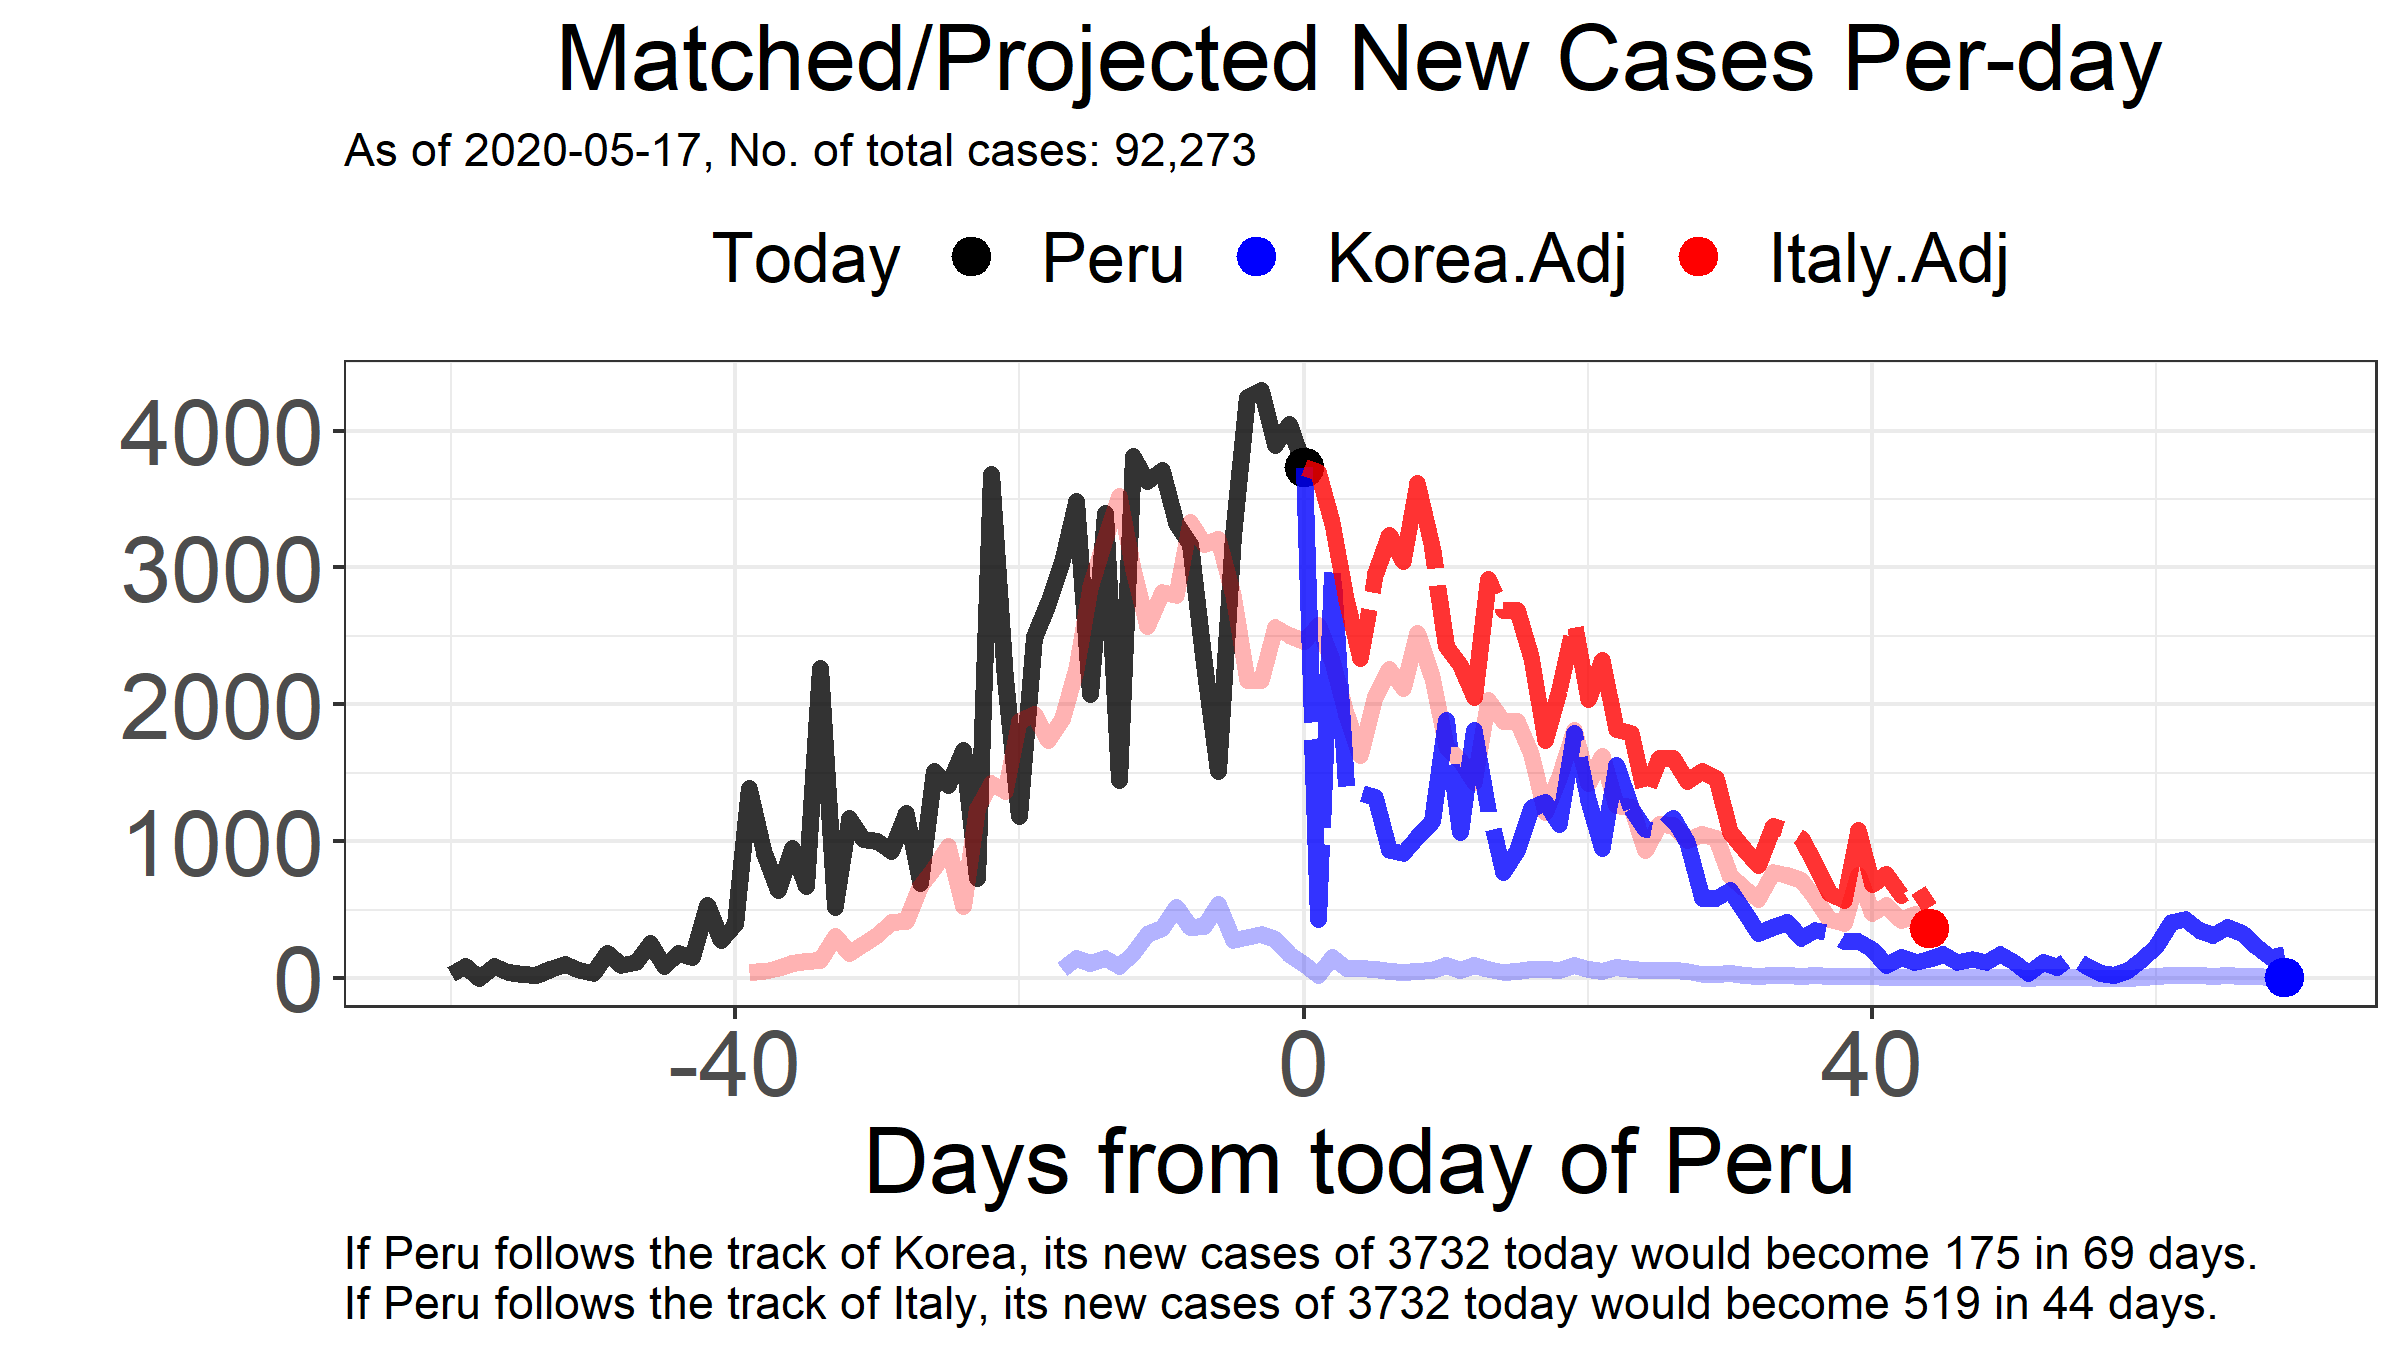 Matched/Projected New Cases Per-day
As of 2020-05-17, No. of total cases: 92,273
Today Peru Korea.Adj Italy.Adj
4000
3000
2000
1000
0
-40 0 40
Days from today of Peru
If Peru follows the track of Korea, its new cases of 3732 today would become 175 in 69 days.
If Peru follows the track of Italy, its new cases of 3732 today would become 519 in 44 days.